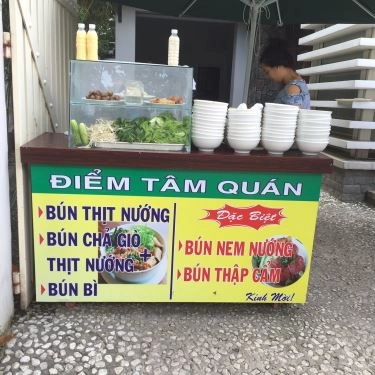 ĐIỂM TÂM QUÁN
BÚN THỊT NƯỚNG
BÚN CHẢ GIÒ +
THỊT NƯỚNG
BÚN BÌ
Đặc Biệt
BÚN NEM NƯỚNG
BÚN THẬP CẨM
Kính Mời!